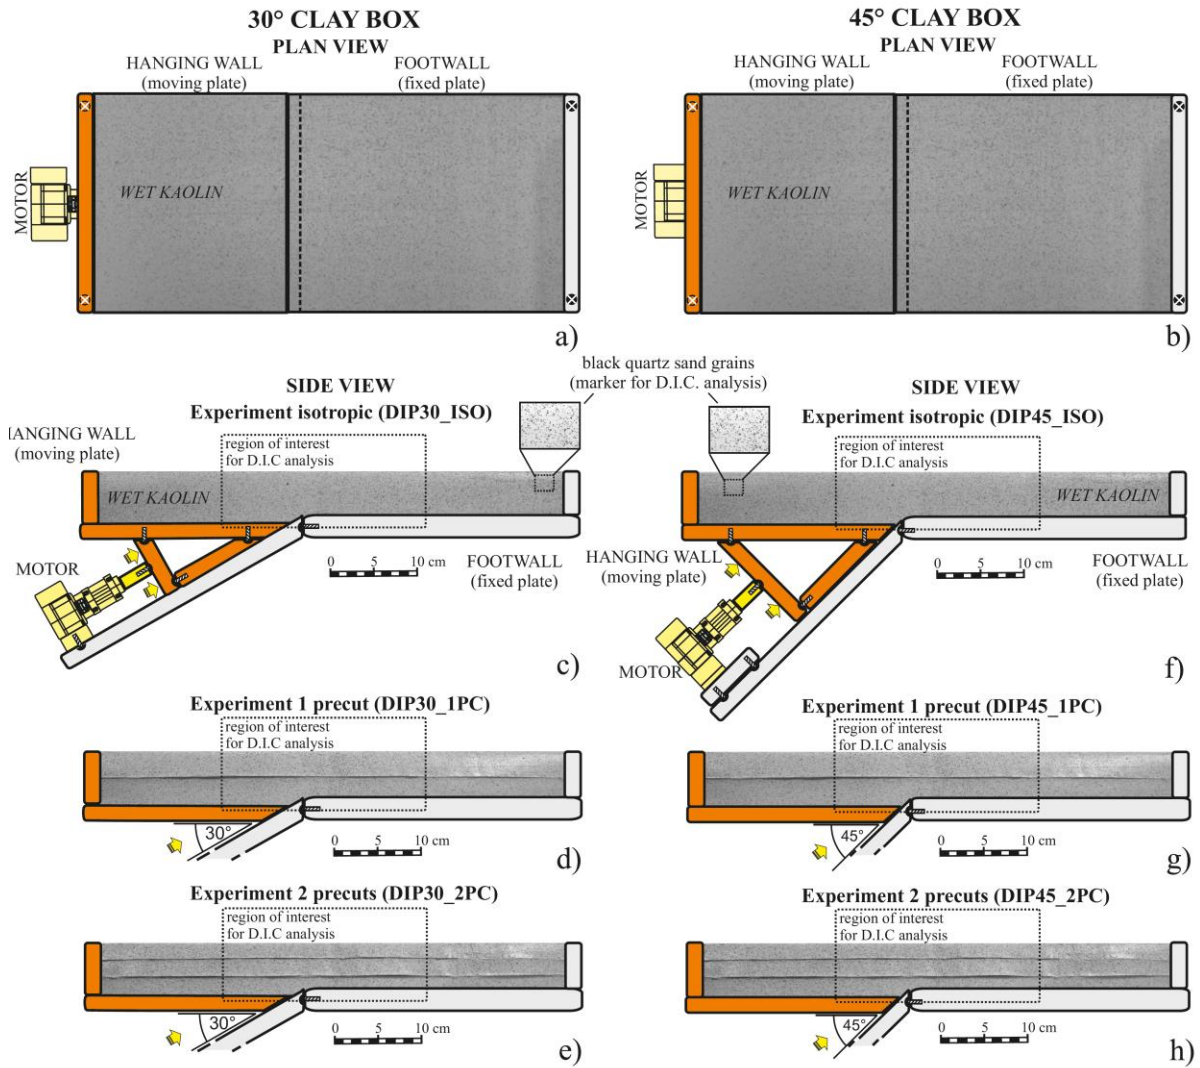 30° CLAY BOX
PLAN VIEW
HANGING WALL
(moving plate)
FOOTWALL
(fixed plate)
MOTOR
WET KAOLIN
a)
45° CLAY BOX
PLAN VIEW
HANGING WALL
(moving plate)
FOOTWALL
(fixed plate)
MOTOR
WET KAOLIN
b)
black quartz sand grains
(marker for D.I.C. analysis)
SIDE VIEW
Experiment isotropic (DIP30_ISO)
IANGING WALL
(moving plate)
region of interest
for D.I.C analysis
WET KAOLIN
MOTOR
FOOTWALL
(fixed plate)
0 5 10 cm
c)
SIDE VIEW
Experiment isotropic (DIP45_ISO)
region of interest
for D.I.C analysis
WET KAOLIN
HANGING WALL
(moving plate)
FOOTWALL
(fixed plate)
0 5 10 cm
MOTOR
f)
Experiment 1 precut (DIP30_1PC)
region of interest
for D.I.C analysis
30°
0 5 10 cm
d)
Experiment 1 precut (DIP45_1PC)
region of interest
for D.I.C analysis
45°
0 5 10 cm
g)
Experiment 2 precuts (DIP30_2PC)
region of interest
for D.I.C analysis
30°
0 5 10 cm
e)
Experiment 2 precuts (DIP45_2PC)
region of interest
for D.I.C analysis
45°
0 5 10 cm
h)